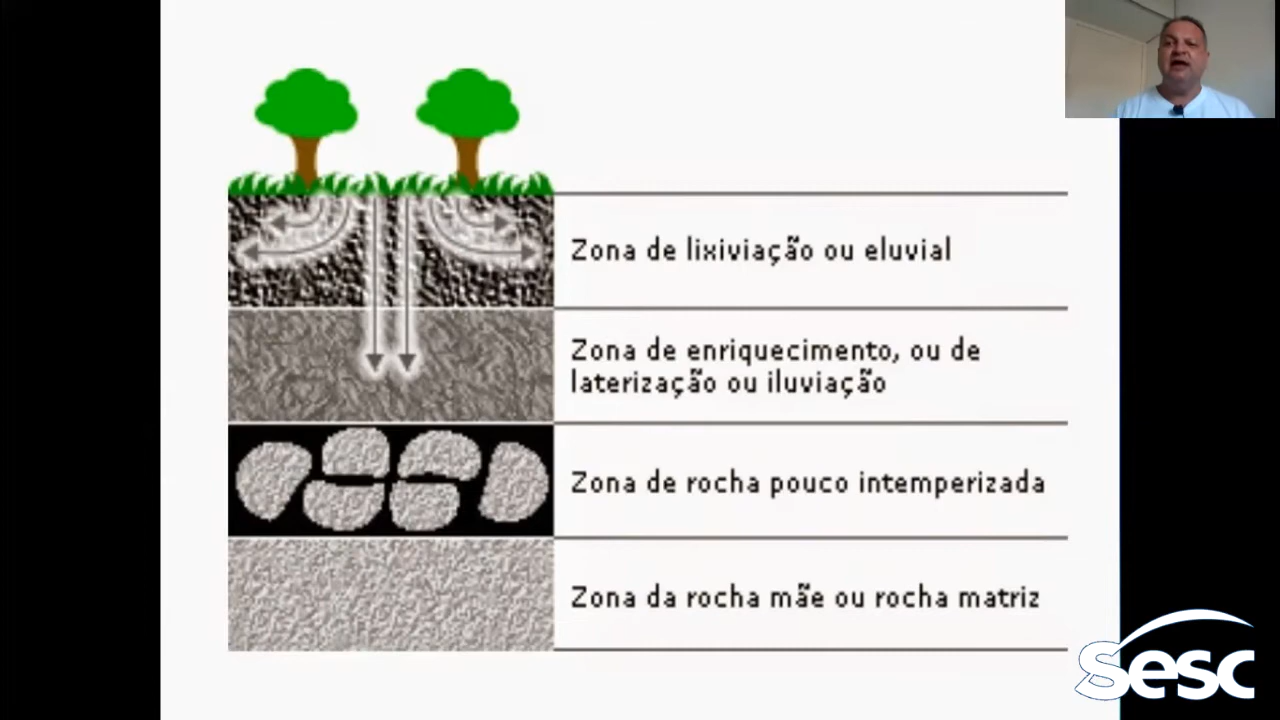 Zona de lixiviação ou eluvial
Zona de enriquecimento, ou de
laterização ou iluviação
Zona de rocha pouco intemperizada
Zona da rocha mãe ou rocha matriz
Sesc